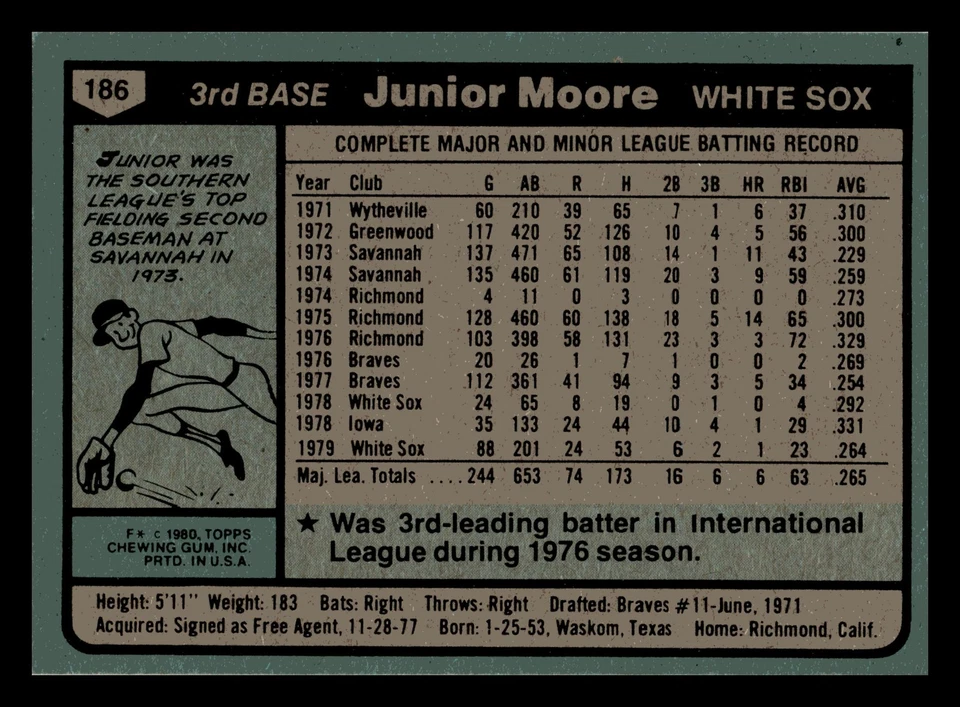 186 3rd BASE Junior Moore WHITE SOX
JUNIOR WAS
THE SOUTHERN
LEAGUE'S TOP
FIELDING SECOND
BASEMAN AT
SAVANNAH IN
1973.
F* © 1980, TOPPS
CHEWING GUM, INC.
PRTD. IN U.S.A.
COMPLETE MAJOR AND MINOR LEAGUE BATTING RECORD
Year Club G AB R H 2B 3B HR RBI AVG
1971 Wytheville 60 210 39 65 7 1 6 37 .310
1972 Greenwood 117 420 52 126 10 4 5 56 .300
1973 Savannah 137 471 65 108 14 1 11 43 .229
1974 Savannah 135 460 61 119 20 3 9 59 .259
1974 Richmond 4 11 0 3 0 0 0 0 .273
1975 Richmond 128 460 60 138 18 5 14 65 .300
1976 Richmond 103 398 58 131 23 3 3 72 .329
1976 Braves 20 26 1 7 1 0 0 2 .269
1977 Braves 112 361 41 94 9 3 5 34 .254
1978 White Sox 24 65 8 19 0 1 0 4 .292
1978 Iowa 35 133 24 44 10 4 1 29 .331
1979 White Sox 88 201 24 53 6 2 1 23 .264
Maj. Lea. Totals ....244 653 74 173 16 6 6 63 .265
★ Was 3rd-leading batter in International
League during 1976 season.
Height: 5'11" Weight: 183 Bats: Right Throws: Right Drafted: Braves #11-June, 1971
Acquired: Signed as Free Agent, 11-28-77 Born: 1-25-53, Waskom, Texas Home: Richmond, Calif.